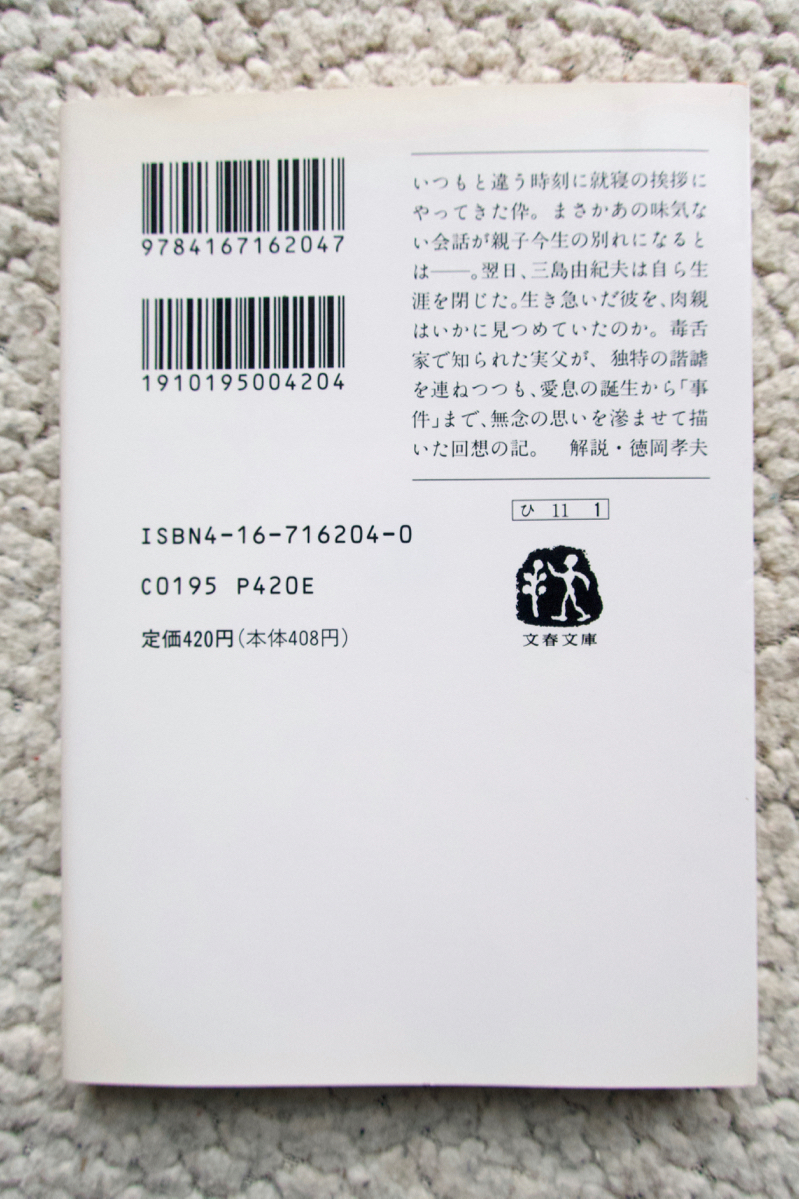 9784167162047
1910195004204
いつもと違う時刻に就寝の挨拶に
やってきた伜。まさかあの味気な
い会話が親子今生の別れになると
は――。翌日、三島由紀夫は自ら生
涯を閉じた。生き急いだ彼を、肉親
はいかに見つめていたのか。毒舌
家で知られた実父が、独特の諧謔
を連ねつつも、愛息の誕生から「事
件」まで、無念の思いを滲ませて描
いた回想の記。　解説・徳岡孝夫
ISBN4-16-716204-0
C0195 P420E
定価420円(本体408円)
ひ 11 1
文春文庫